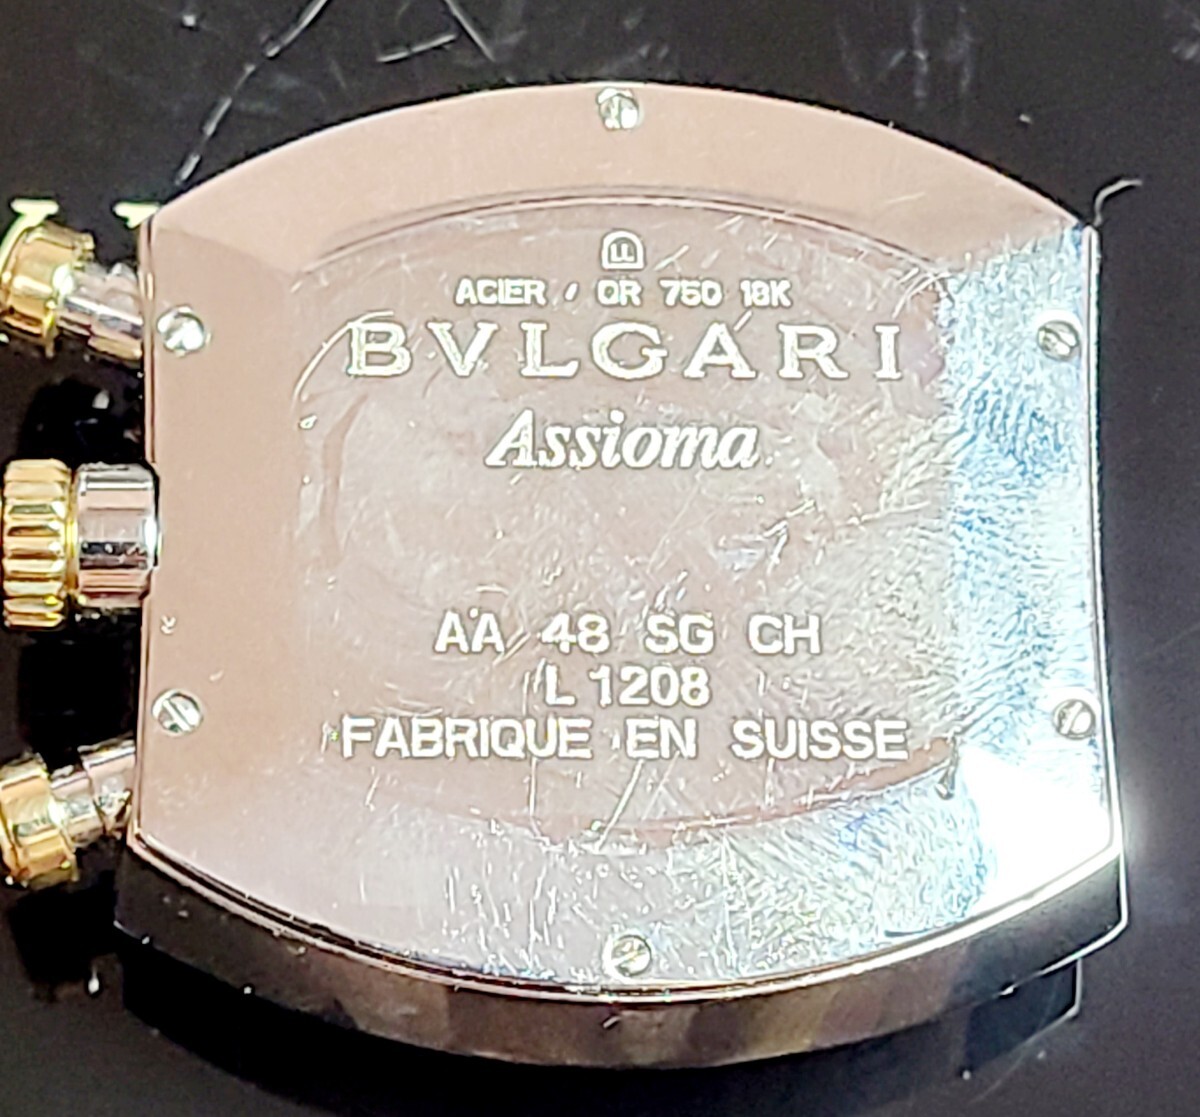 ACIER / OR 750 18K
BVLGARI
Assioma
AA 48 SG CH
L 1208
FABRIQUE EN SUISSE